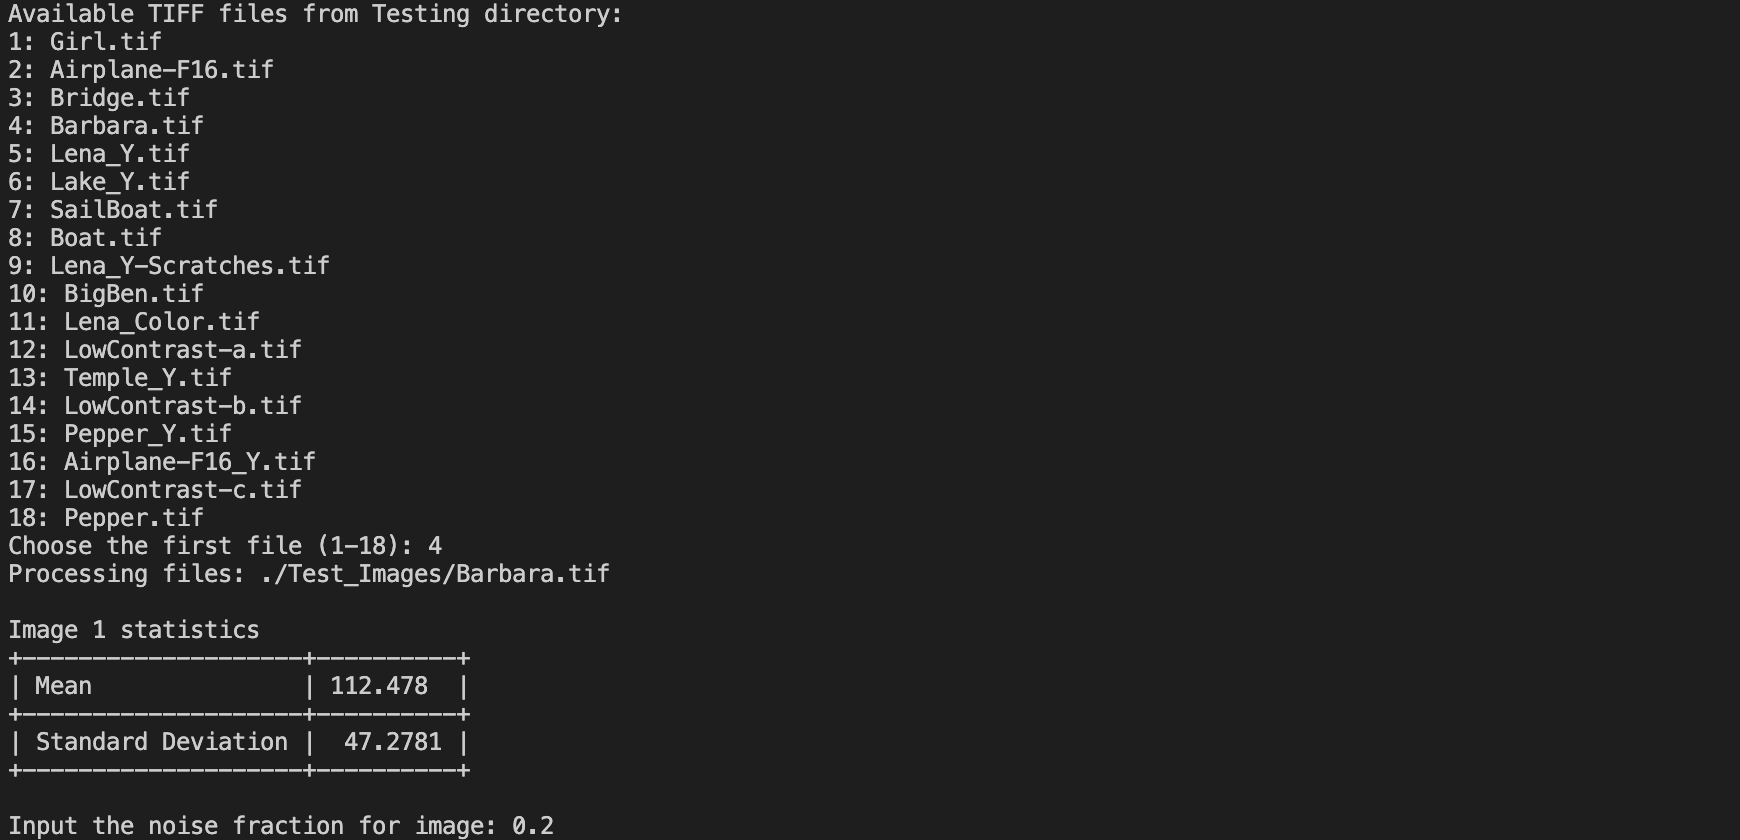 Available TIFF files from Testing directory:
1: Girl.tif
2: Airplane-F16.tif
3: Bridge.tif
4: Barbara.tif
5: Lena_Y.tif
6: Lake_Y.tif
7: SailBoat.tif
8: Boat.tif
9: Lena_Y-Scratches.tif
10: BigBen.tif
11: Lena_Color.tif
12: LowContrast-a.tif
13: Temple_Y.tif
14: LowContrast-b.tif
15: Pepper_Y.tif
16: Airplane-F16_Y.tif
17: LowContrast-c.tif
18: Pepper.tif
Choose the first file (1-18): 4
Processing files: ./Test_Images/Barbara.tif
Image 1 statistics
+--------------------+----------+
| Mean               | 112.478  |
+--------------------+----------+
| Standard Deviation |  47.2781 |
+--------------------+----------+
Input the noise fraction for image: 0.2